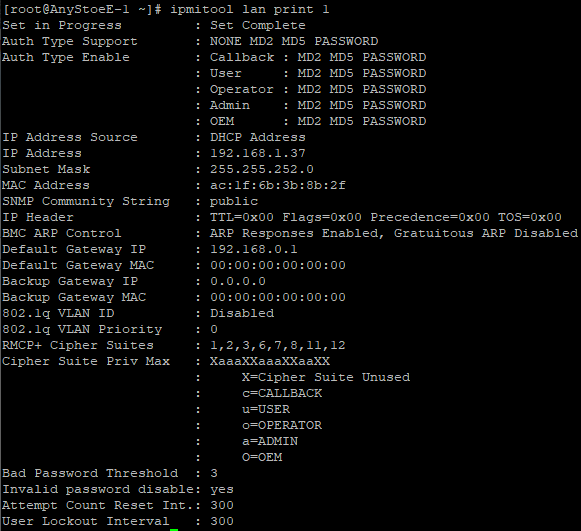 [root@AnyStoeE-1 ~]# ipmitool lan print 1
Set in Progress         : Set Complete
Auth Type Support       : NONE MD2 MD5 PASSWORD
Auth Type Enable        : Callback : MD2 MD5 PASSWORD
                        : User     : MD2 MD5 PASSWORD
                        : Operator : MD2 MD5 PASSWORD
                        : Admin    : MD2 MD5 PASSWORD
                        : OEM      : MD2 MD5 PASSWORD
IP Address Source       : DHCP Address
IP Address              : 192.168.1.37
Subnet Mask             : 255.255.252.0
MAC Address             : ac:1f:6b:3b:8b:2f
SNMP Community String   : public
IP Header               : TTL=0x00 Flags=0x00 Precedence=0x00 TOS=0x00
BMC ARP Control         : ARP Responses Enabled, Gratuitous ARP Disabled
Default Gateway IP      : 192.168.0.1
Default Gateway MAC     : 00:00:00:00:00:00
Backup Gateway IP       : 0.0.0.0
Backup Gateway MAC      : 00:00:00:00:00:00
802.1q VLAN ID          : Disabled
802.1q VLAN Priority    : 0
RMCP+ Cipher Suites     : 1,2,3,6,7,8,11,12
Cipher Suite Priv Max   : XaaaXXaaaXXaaXX
                        :     X=Cipher Suite Unused
                        :     c=CALLBACK
                        :     u=USER
                        :     o=OPERATOR
                        :     a=ADMIN
                        :     O=OEM
Bad Password Threshold  : 3
Invalid password disable: yes
Attempt Count Reset Int.: 300
User Lockout Interval   : 300